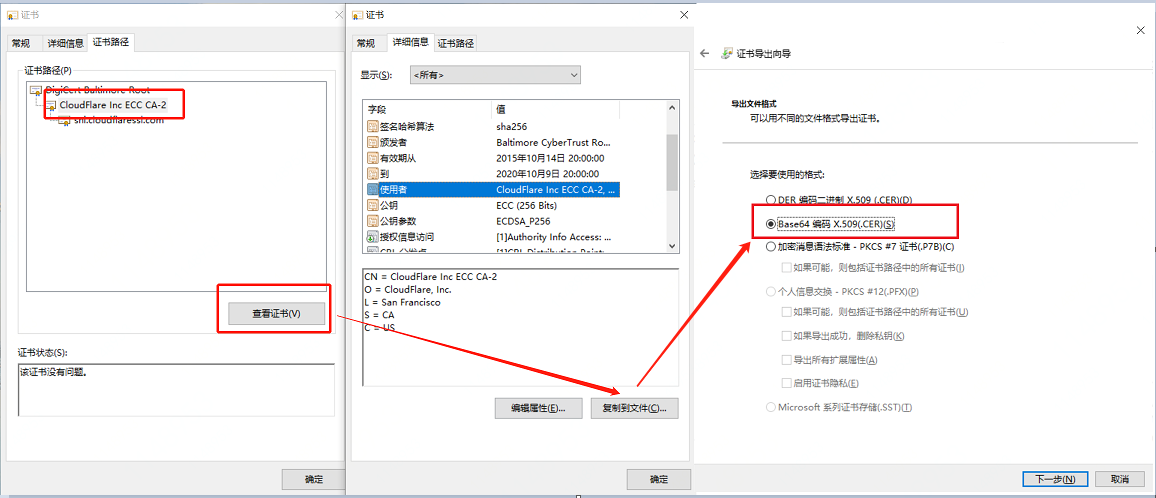 证书
常规
详细信息
证书路径
证书路径(P)
DigiCert Baltimore Root
CloudFlare Inc ECC CA-2
sni.cloudflaressl.com
查看证书(V)
证书状态(S):
该证书没有问题。
确定
证书
常规
详细信息
证书路径
显示(S):
<所有>
字段 值
签名哈希算法 sha256
颁发者 Baltimore CyberTrust Ro...
有效期从 2015年10月14日 20:00:00
到 2020年10月9日 20:00:00
使用者 CloudFlare Inc ECC CA-2, ...
公钥 ECC (256 Bits)
公钥参数 ECDSA_P256
授权信息访问 [1]Authority Info Access: ...
CRL 分发点 [1]CRL Distribution Point: ...
CN = CloudFlare Inc ECC CA-2
O = CloudFlare, Inc.
L = San Francisco
S = CA
C = US
编辑属性(E)...
复制到文件(C)...
确定
证书导出向导
导出文件格式
可以用不同的文件格式导出证书。
选择要使用的格式:
DER 编码二进制 X.509 (.CER)(D)
Base64 编码 X.509(.CER)(S)
加密消息语法标准 - PKCS #7 证书(.P7B)(C)
如果可能，则包括证书路径中的所有证书(I)
个人信息交换 - PKCS #12(.PFX)(P)
如果可能，则包括证书路径中的所有证书(U)
如果导出成功，删除私钥(K)
导出所有扩展属性(A)
启用证书隐私(E)
Microsoft 系列证书存储(.SST)(T)
下一步(N)
取消